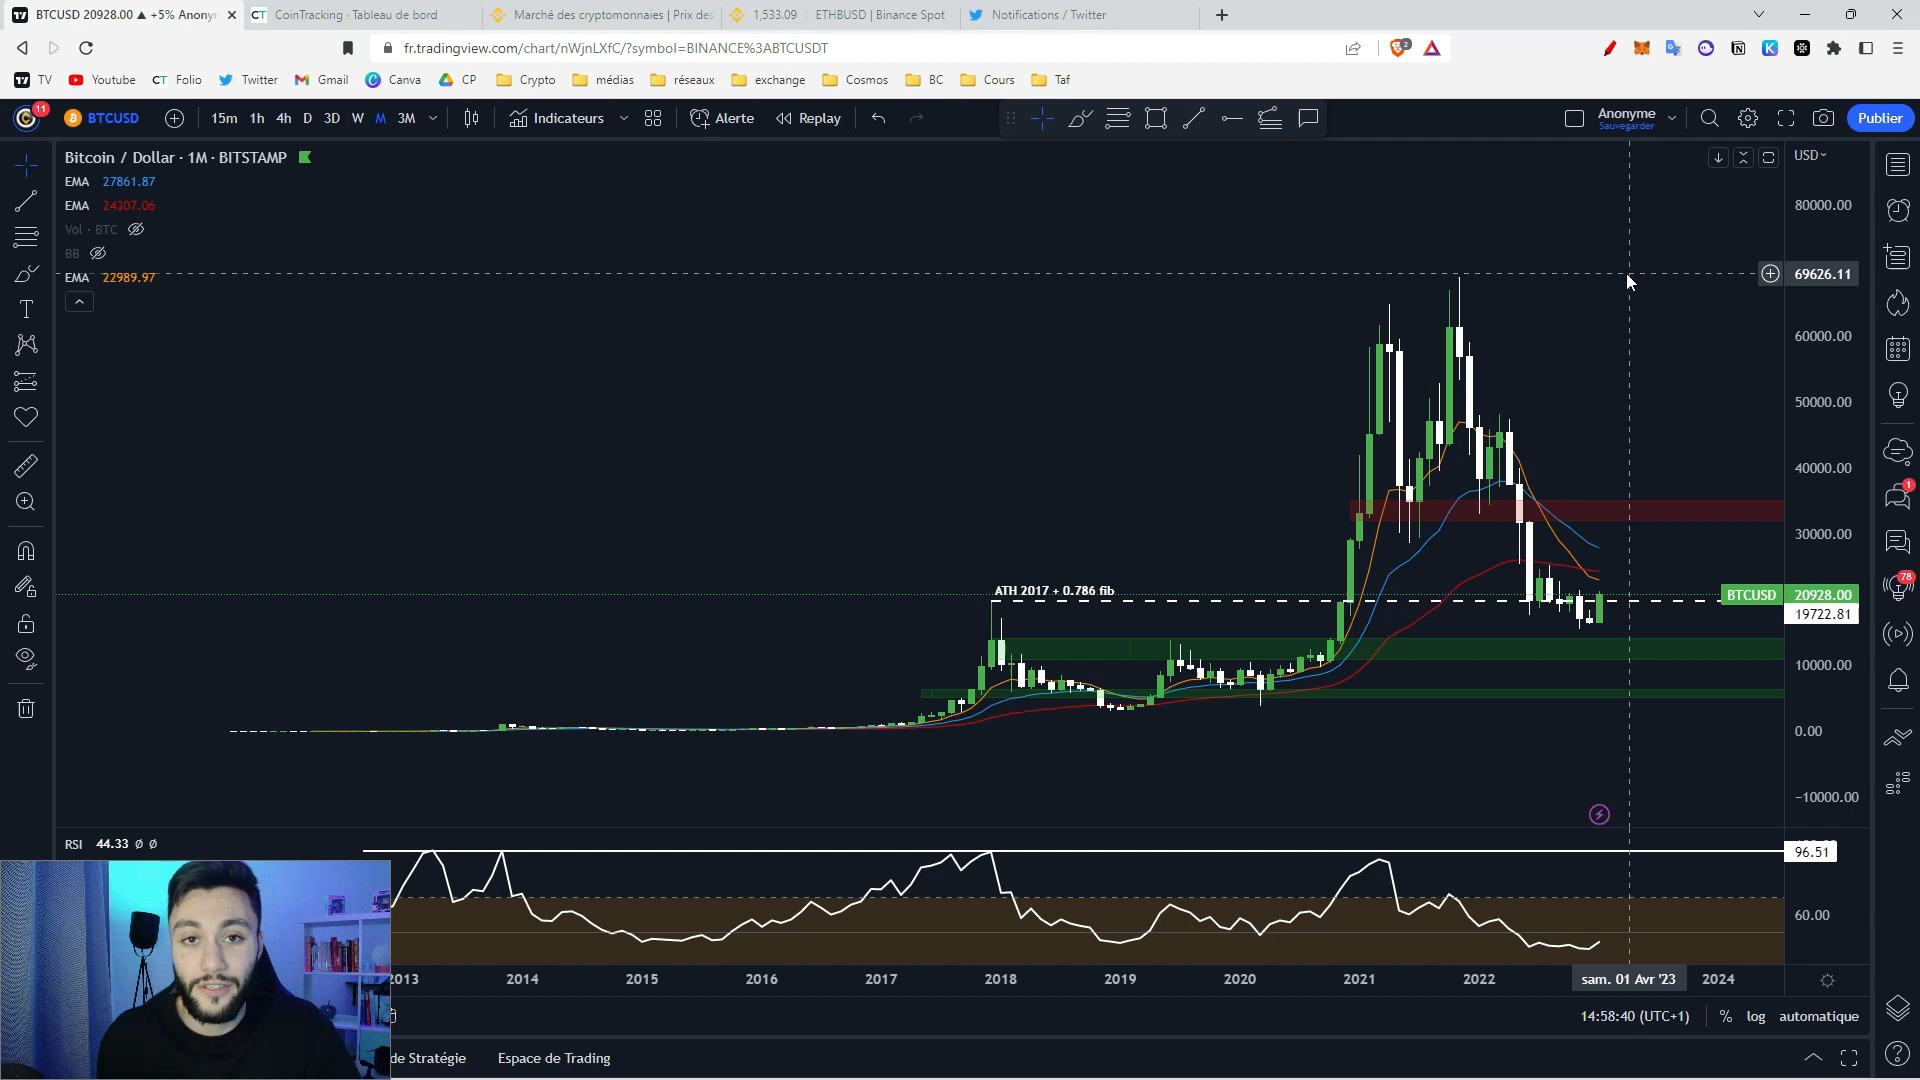 BTCUSD 20928.00 ▲ +5% Anonyn
CoinTracking · Tableau de bord
Marché des cryptomonnaies | Prix des
1,533.09 ETHBUSD | Binance Spot
Notifications / Twitter
fr.tradingview.com/chart/nWjnLXfC/?symbol=BINANCE%3ABTCUSDT
2
TV Youtube CT Folio Twitter Gmail Canva CP Crypto médias réseaux exchange Cosmos BC Cours Taf
11
BTCUSD 15m 1h 4h D 3D W M 3M Indicateurs Alerte Replay
Anonyme
Sauvegarder
Publier
Bitcoin / Dollar · 1M · BITSTAMP
USD
EMA 27861.87
EMA 24307.06
Vol · BTC
BB
EMA 22989.97
80000.00
69626.11
60000.00
50000.00
40000.00
30000.00
ATH 2017 + 0.786 fib
BTCUSD 20928.00
19722.81
10000.00
0.00
−10000.00
1
78
RSI 44.33 Ø Ø
96.51
60.00
2013 2014 2015 2016 2017 2018 2019 2020 2021 2022 sam. 01 Avr '23 2024
14:58:40 (UTC+1) % log automatique
de Stratégie Espace de Trading